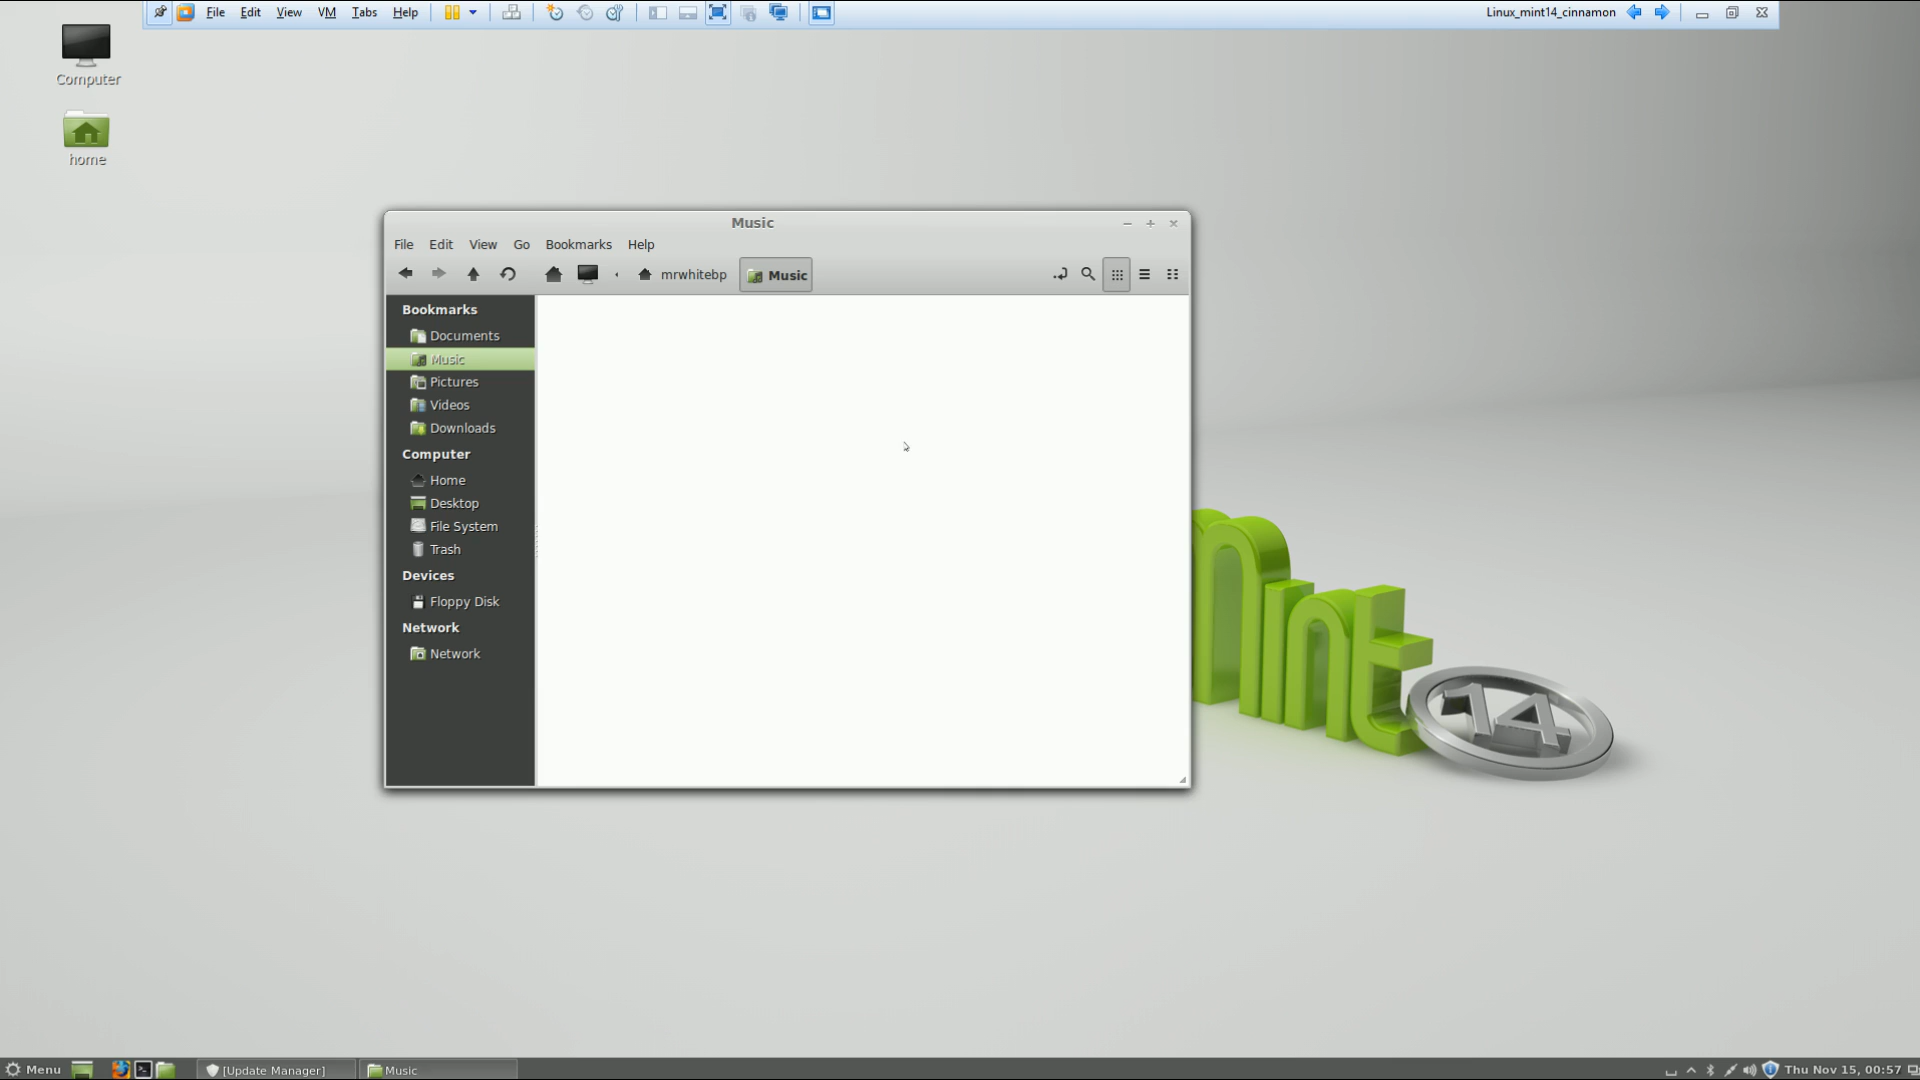 File Edit View VM Tabs Help
Linux_mint14_cinnamon
Computer
home
Music
File Edit View Go Bookmarks Help
mrwhitebp Music
Bookmarks
Documents
Music
Pictures
Videos
Downloads
Computer
Home
Desktop
File System
Trash
Devices
Floppy Disk
Network
Network
mint
14
Menu [Update Manager] Music Thu Nov 15, 00:57